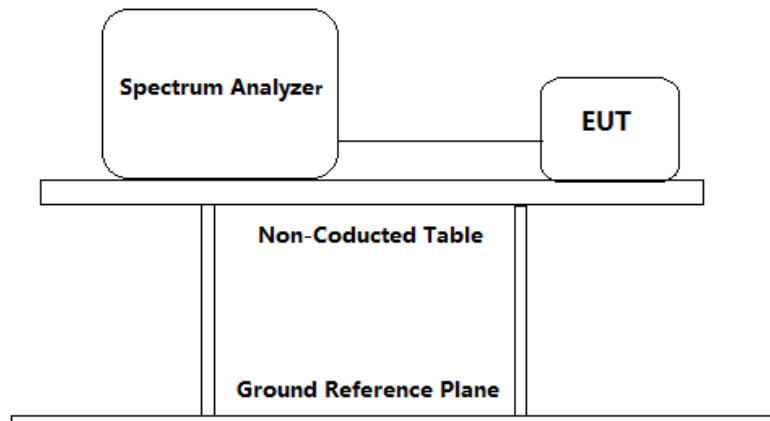 Spectrum Analyzer
EUT
Non-Coducted Table
Ground Reference Plane